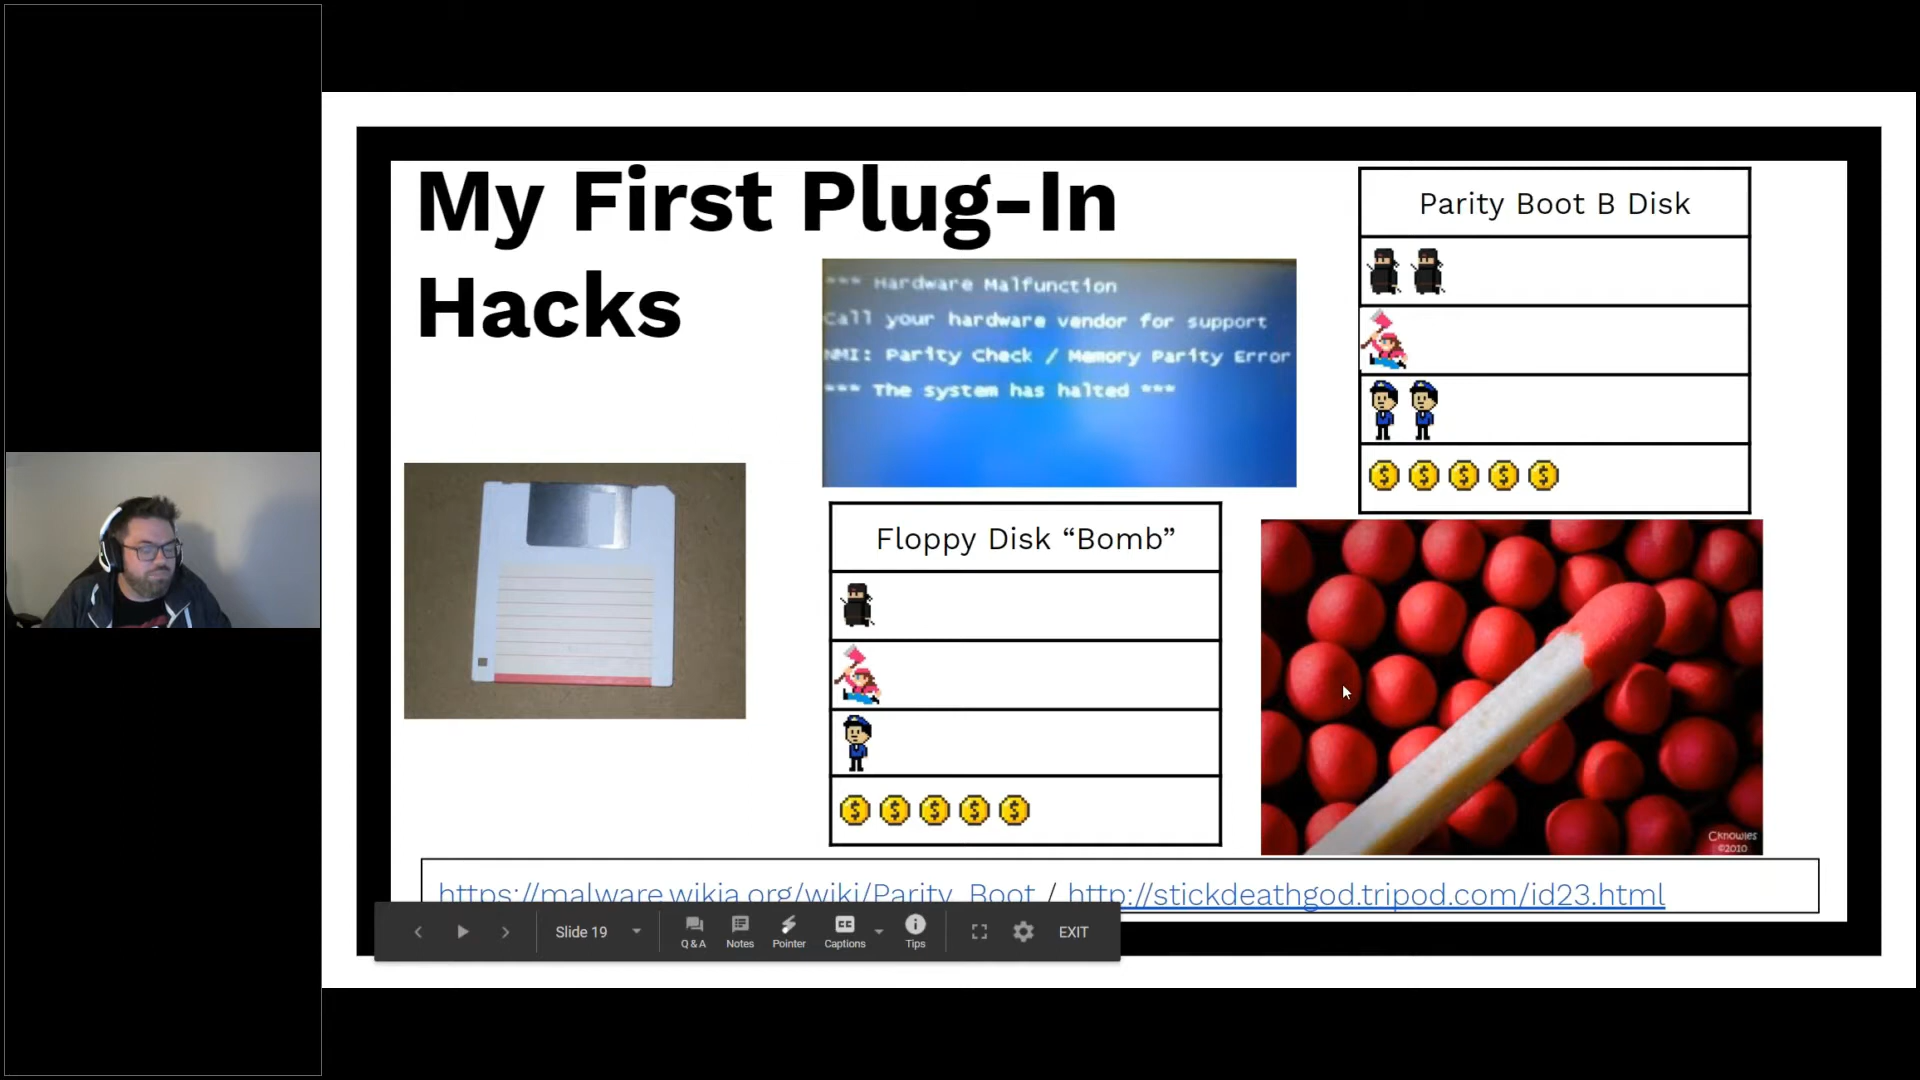 My First Plug-In
Hacks
*** Hardware Malfunction
Call your hardware vendor for support
NMI: Parity Check / Memory Parity Error
*** The system has halted ***
Parity Boot B Disk
Floppy Disk “Bomb”
Cknowles
©2010
https://malware.wikia.org/wiki/Parity_Boot / http://stickdeathgod.tripod.com/id23.html
Slide 19
Q & A
Notes
Pointer
CC
Captions
Tips
EXIT